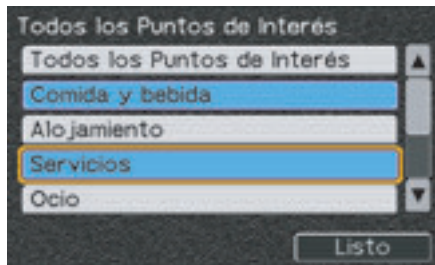 Todos los Puntos de Interés
Todos los Puntos de Interés
Comida y bebida
Alojamiento
Servicios
Ocio
Listo